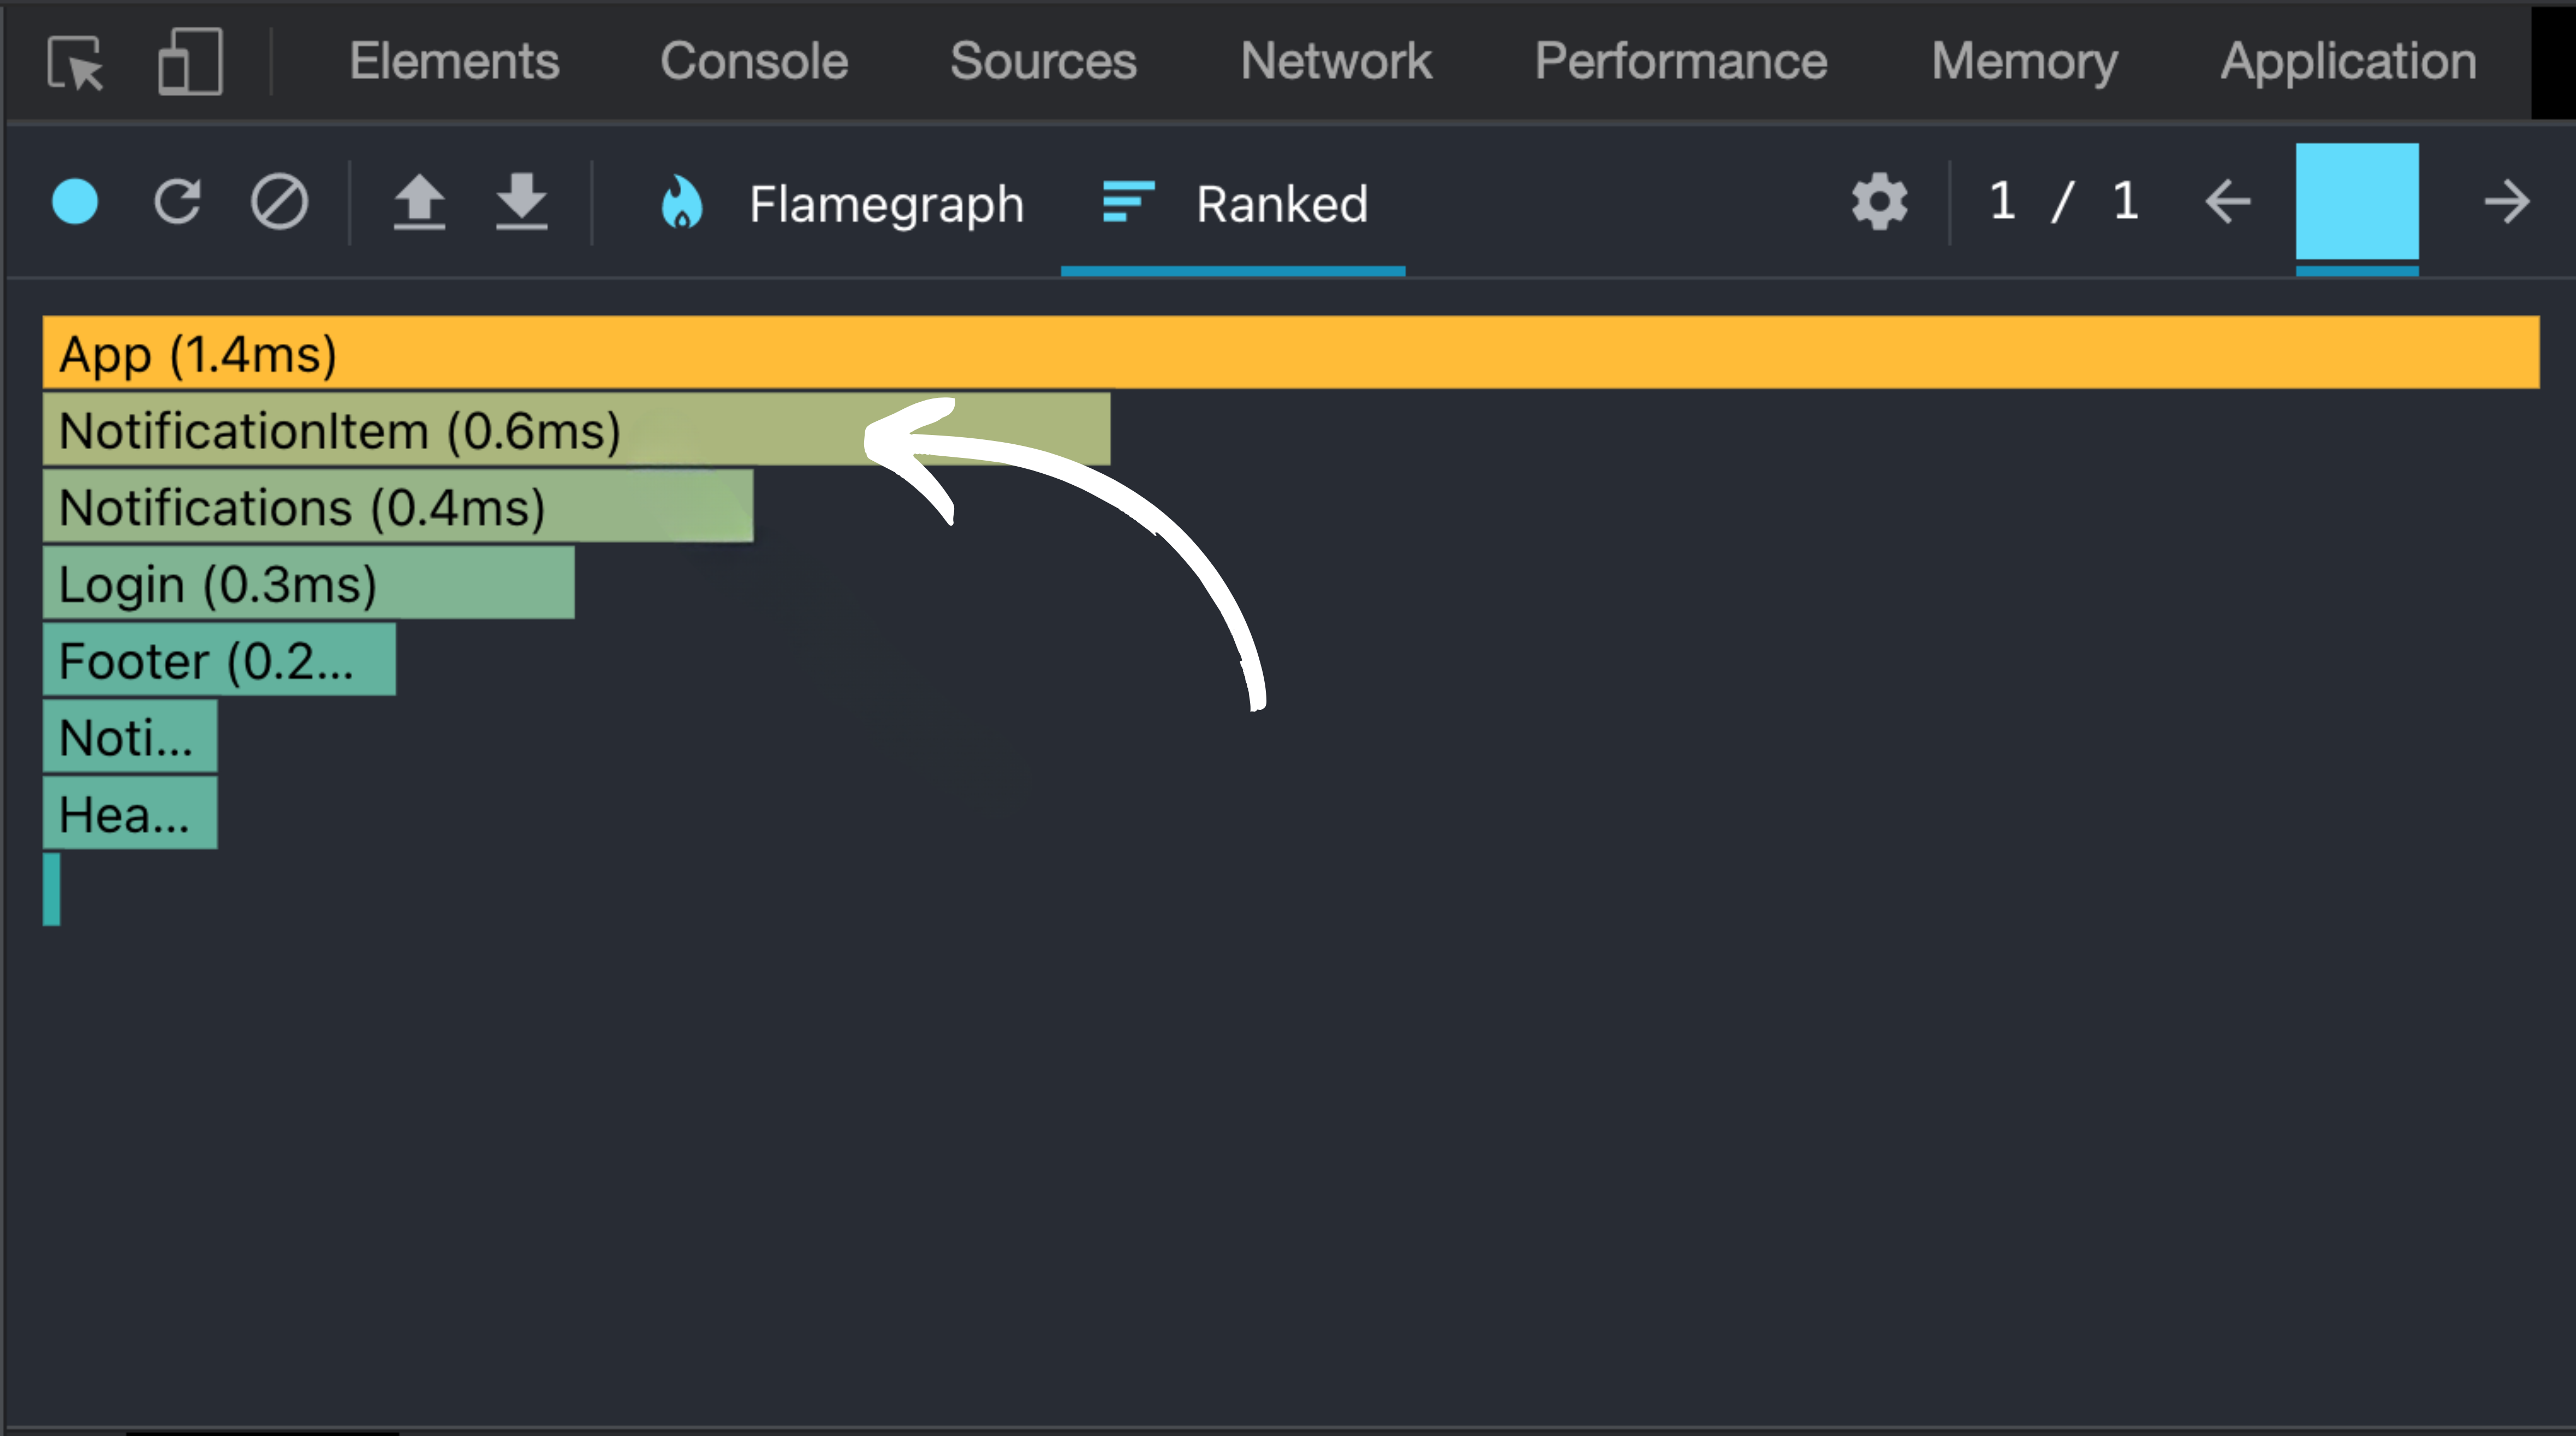 Elements Console Sources Network Performance Memory Application
Flamegraph Ranked 1 / 1
App (1.4ms)
NotificationItem (0.6ms)
Notifications (0.4ms)
Login (0.3ms)
Footer (0.2...
Noti...
Hea...